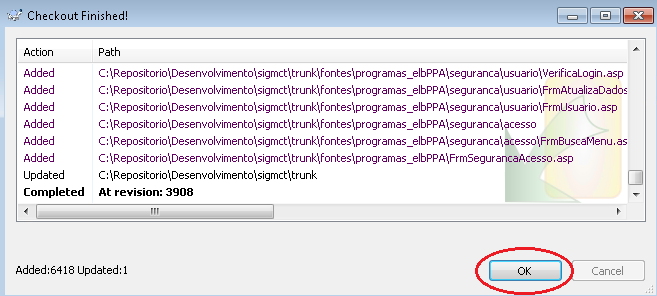 Checkout Finished!
Action Path
Added C:\Repositorio\Desenvolvimento\sigmct\trunk\fontes\programas_elbPPA\seguranca\usuario\VerificaLogin.asp
Added C:\Repositorio\Desenvolvimento\sigmct\trunk\fontes\programas_elbPPA\seguranca\usuario\FrmAtualizaDados
Added C:\Repositorio\Desenvolvimento\sigmct\trunk\fontes\programas_elbPPA\seguranca\usuario\FrmUsuario.asp
Added C:\Repositorio\Desenvolvimento\sigmct\trunk\fontes\programas_elbPPA\seguranca\acesso
Added C:\Repositorio\Desenvolvimento\sigmct\trunk\fontes\programas_elbPPA\seguranca\acesso\FrmBuscaMenu.as
Added C:\Repositorio\Desenvolvimento\sigmct\trunk\fontes\programas_elbPPA\FrmSegurancaAcesso.asp
Updated C:\Repositorio\Desenvolvimento\sigmct\trunk
Completed At revision: 3908
Added:6418 Updated:1
OK
Cancel